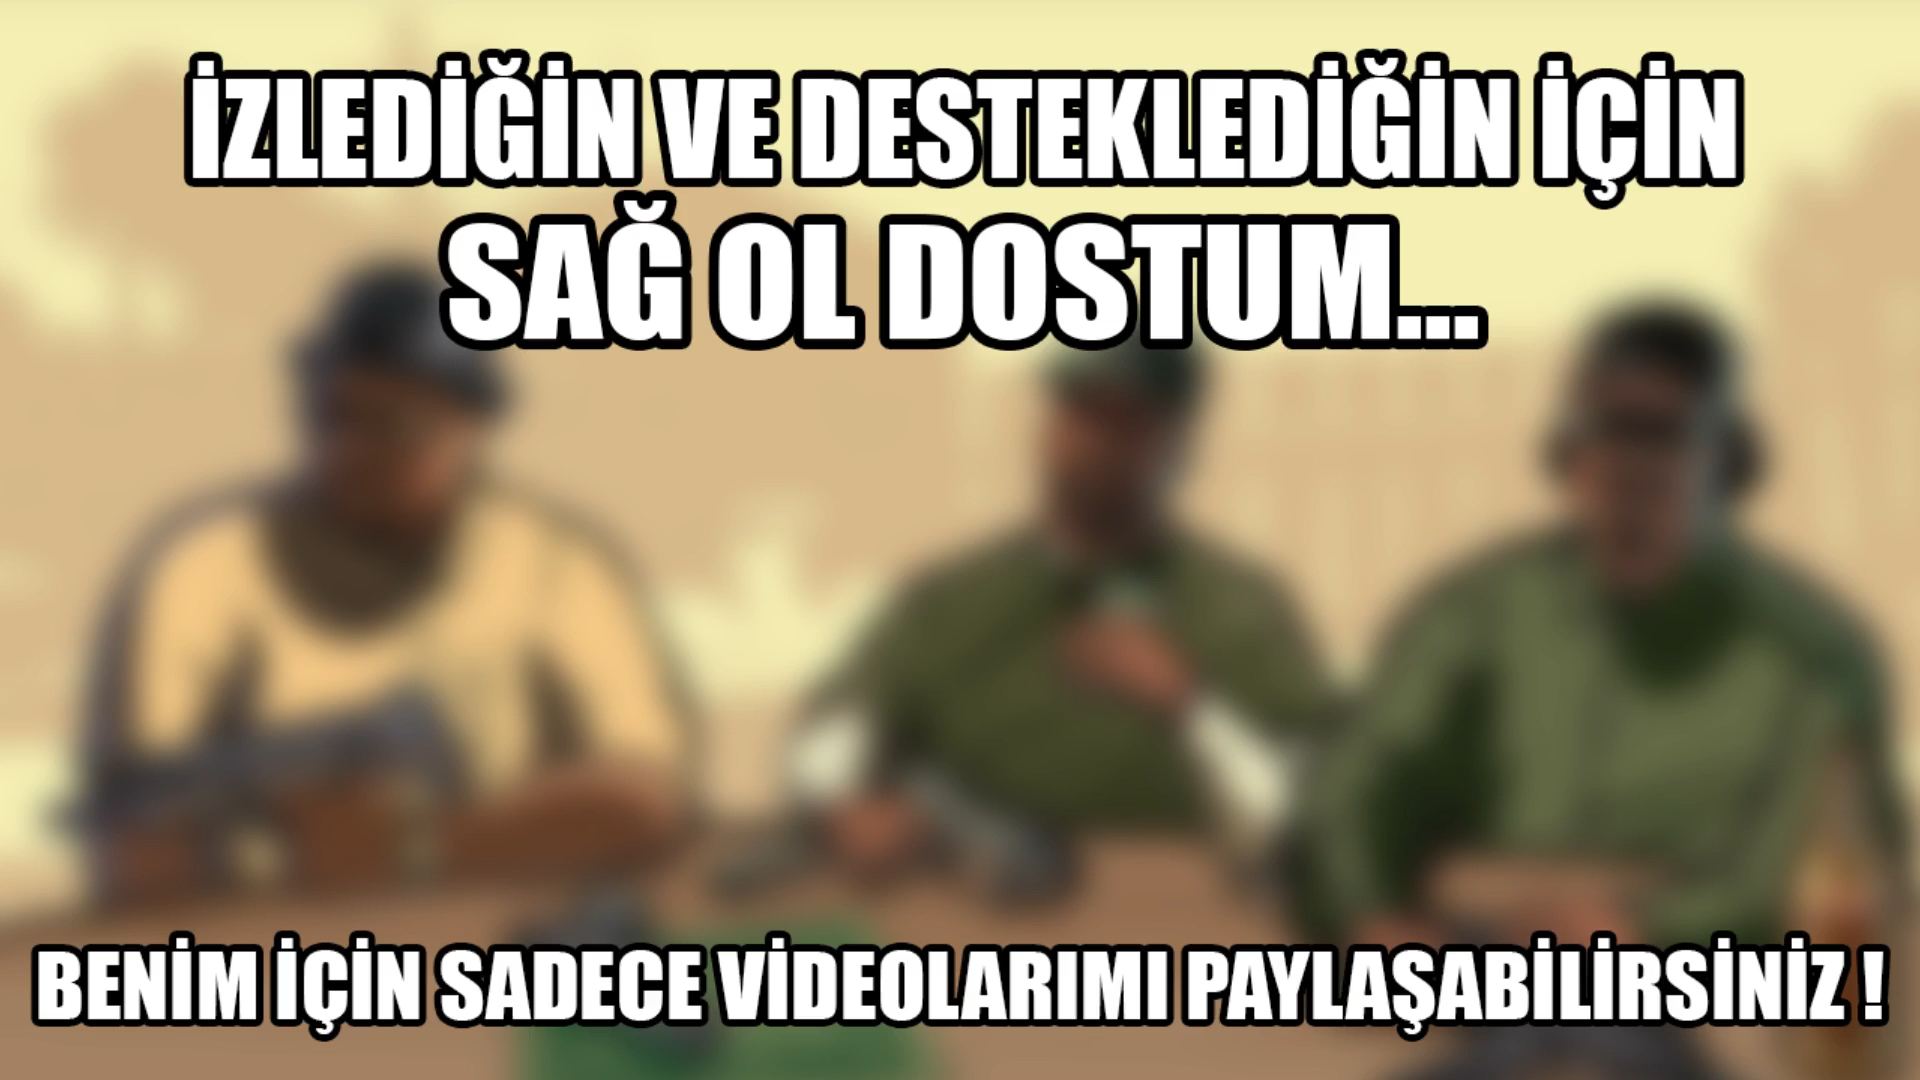 İZLEDİĞİN VE DESTEKLEDİĞİN İÇİN
SAĞ OL DOSTUM...
BENİM İÇİN SADECE VİDEOLARIMI PAYLAŞABİLİRSİNİZ !